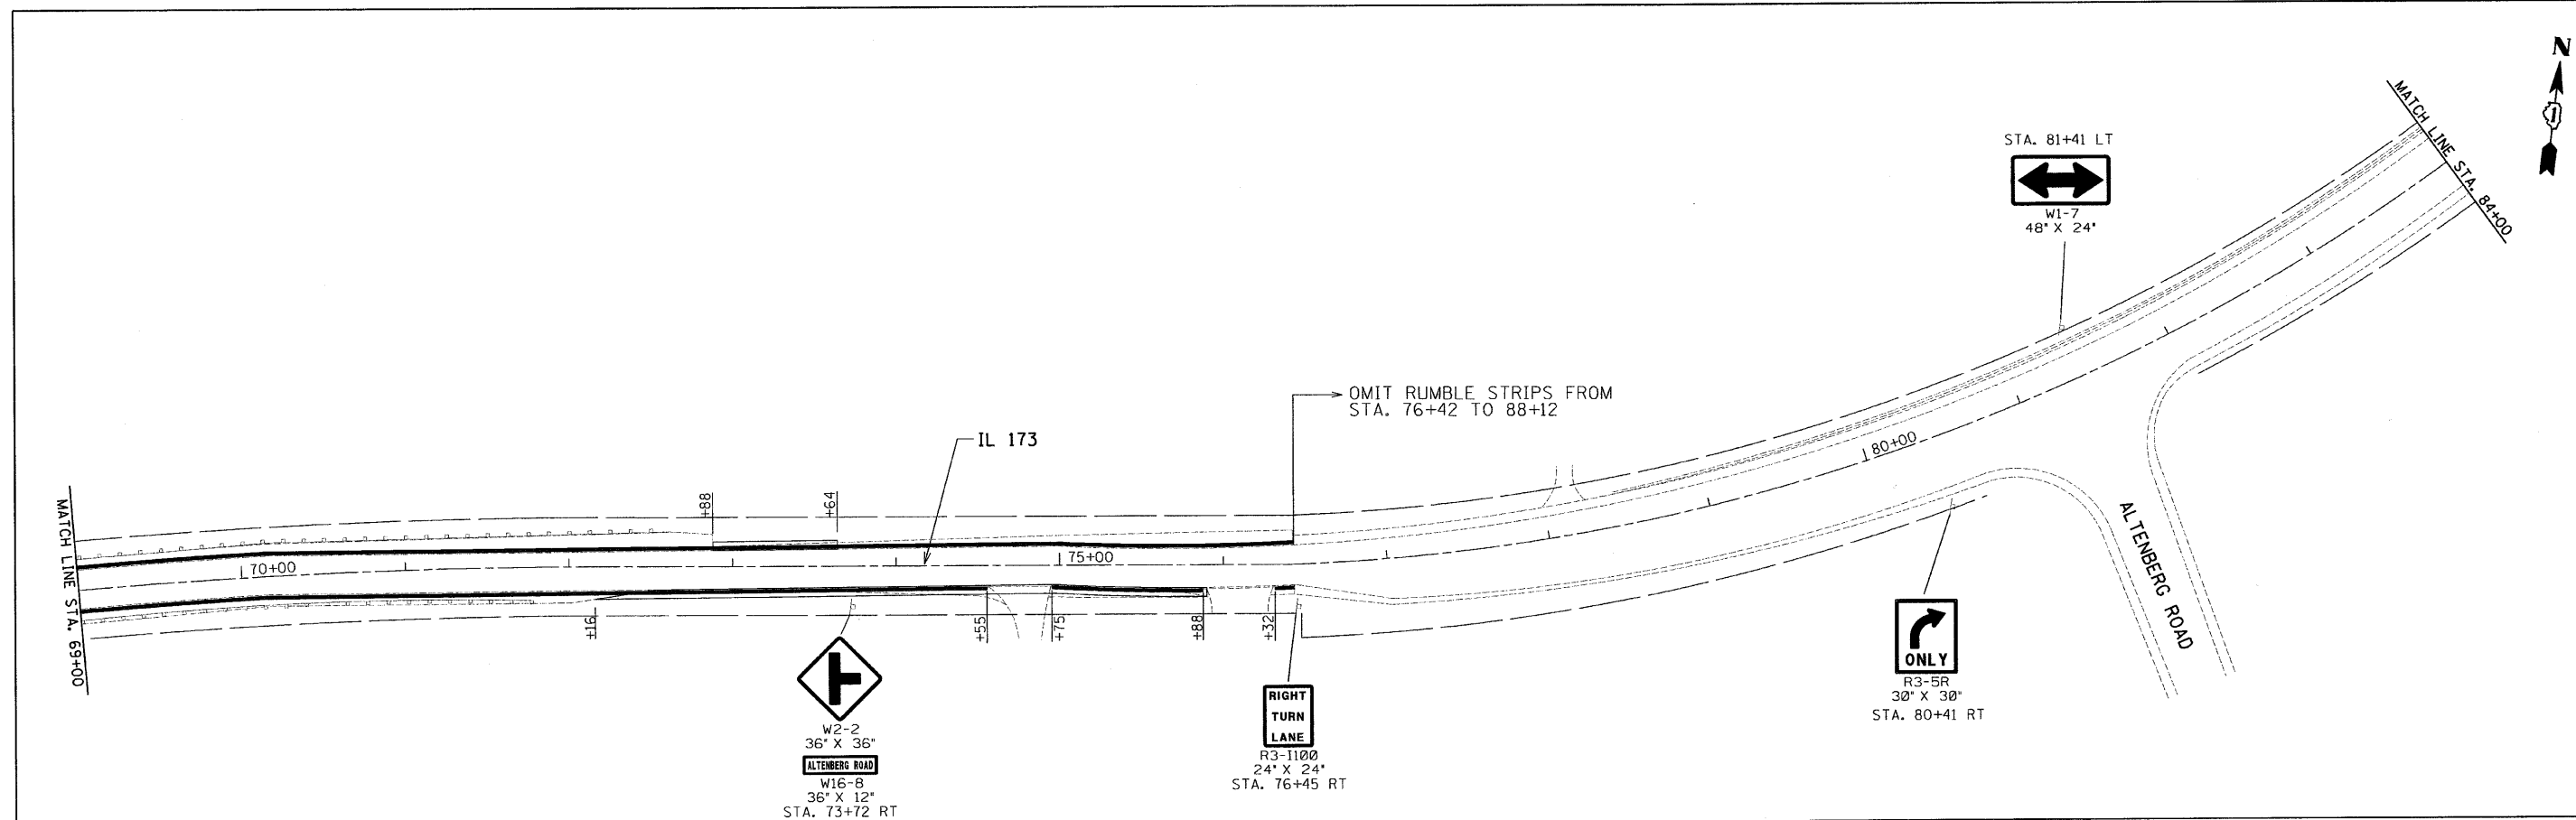 N
MATCH LINE STA. 84+00
STA. 81+41 LT
W1-7
48" X 24"
OMIT RUMBLE STRIPS FROM
STA. 76+42 TO 88+12
IL 173
80+00
+88
+64
MATCH LINE STA. 69+00
70+00
75+00
+16
+55
+75
+88
+32
ALTENBERG ROAD
W2-2
36" X 36"
ALTENBERG ROAD
W16-8
36" X 12"
STA. 73+72 RT
RIGHT
TURN
LANE
R3-I100
24" X 24"
STA. 76+45 RT
ONLY
R3-5R
30" X 30"
STA. 80+41 RT